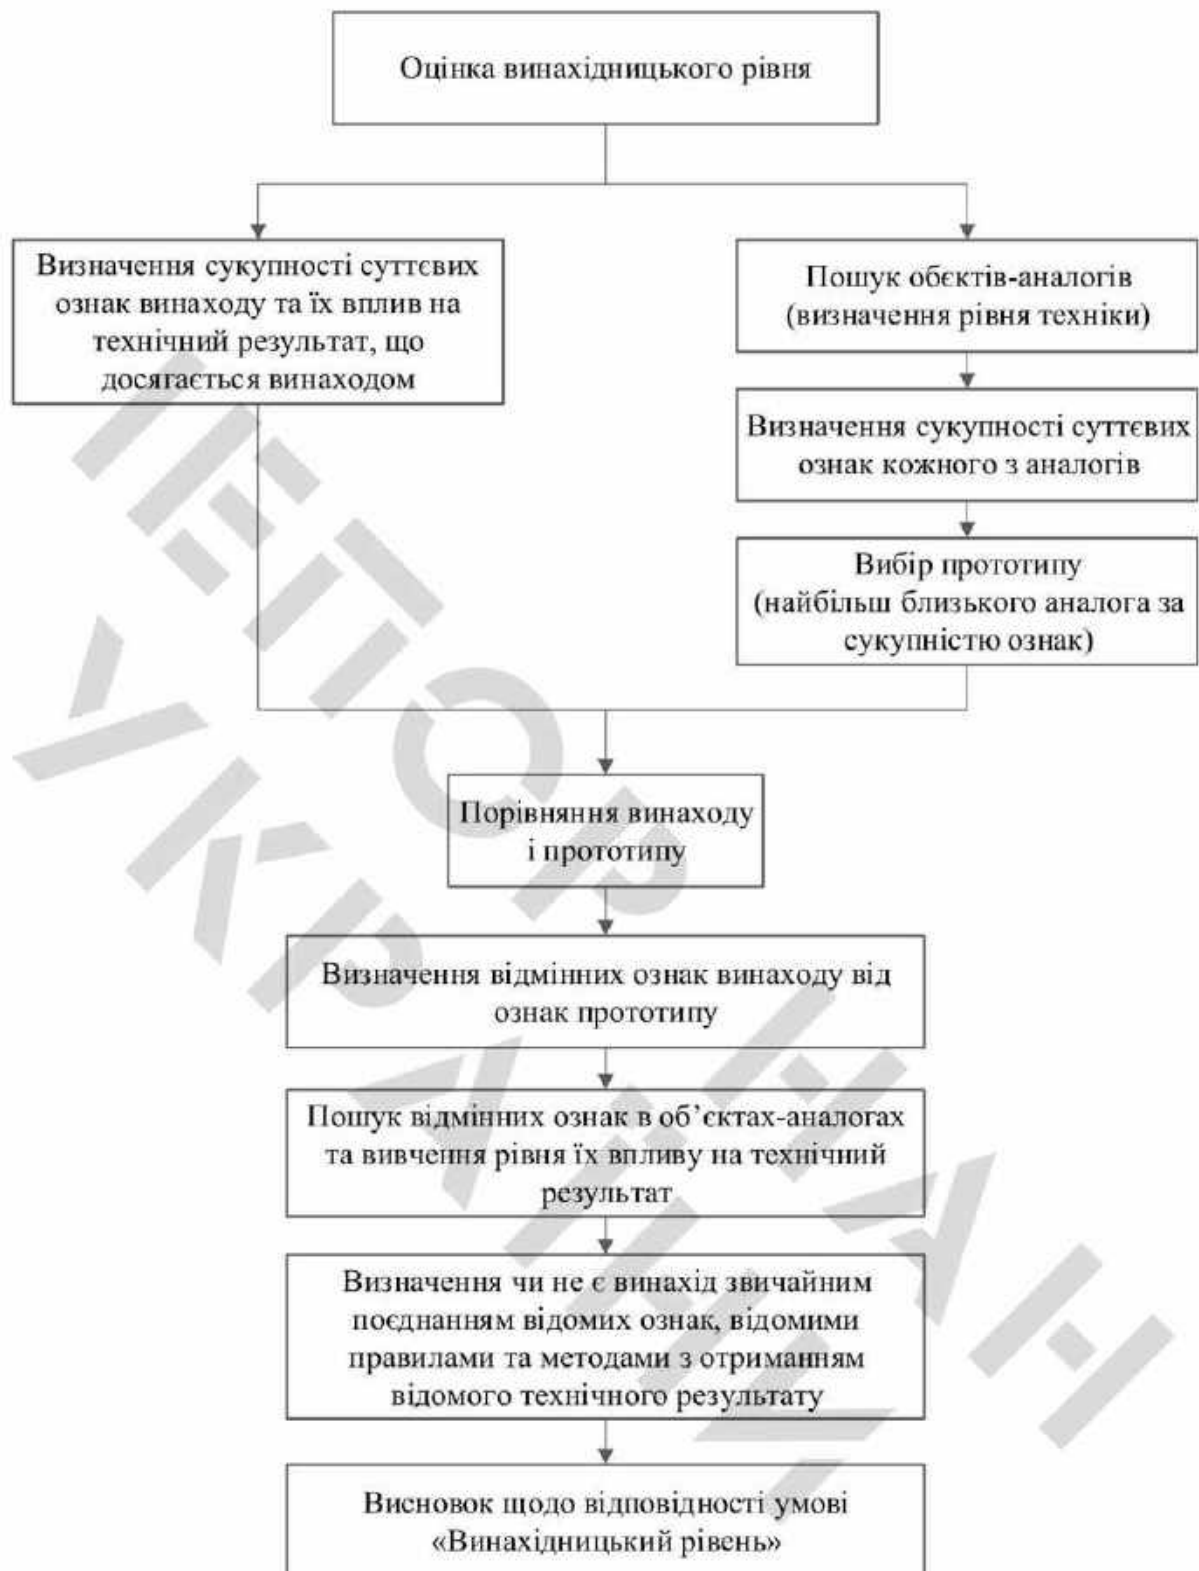 Оцінка винахідницького рівня
Визначення сукупності суттєвих
ознак винаходу та їх вплив на
технічний результат, що
досягається винаходом
Пошук обєктів-аналогів
(визначення рівня техніки)
Визначення сукупності суттєвих
ознак кожного з аналогів
Вибір прототипу
(найбільш близького аналога за
сукупністю ознак)
Порівняння винаходу
і прототипу
Визначення відмінних ознак винаходу від
ознак прототипу
Пошук відмінних ознак в об’єктах-аналогах
та вивчення рівня їх впливу на технічний
результат
Визначення чи не є винахід звичайним
поєднанням відомих ознак, відомими
правилами та методами з отриманням
відомого технічного результату
Висновок щодо відповідності умові
«Винахідницький рівень»
НАН